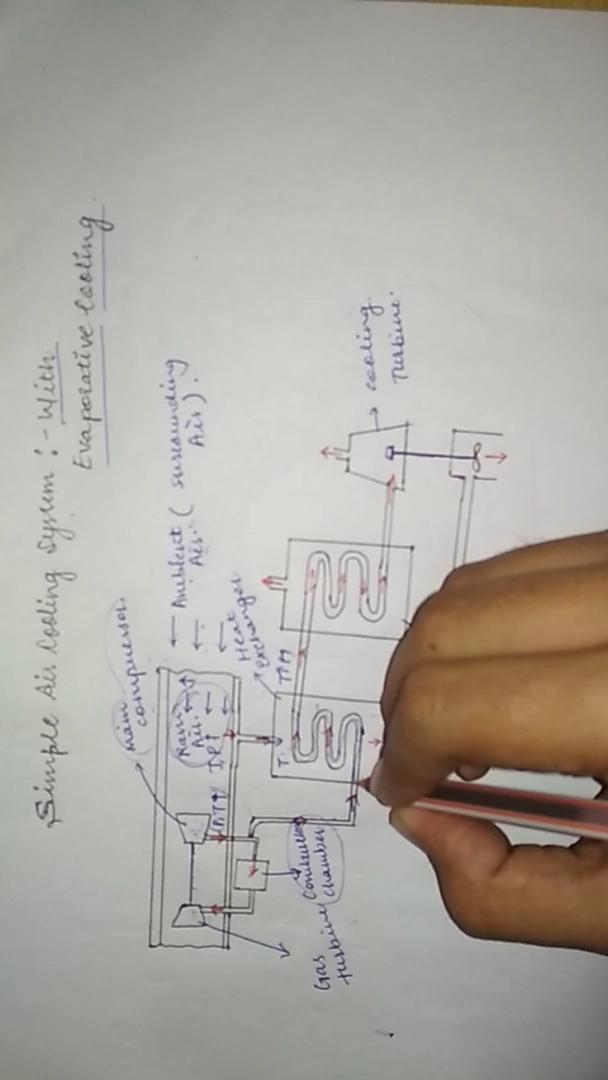 Simple Air Cooling System :- With
Evaporative Cooling.
Main
compressor
Ambient ( surrounding
Air. Air).
Ram
Air.
Heat
exchanger
cooling
Turbine.
Gas
turbine
chamber